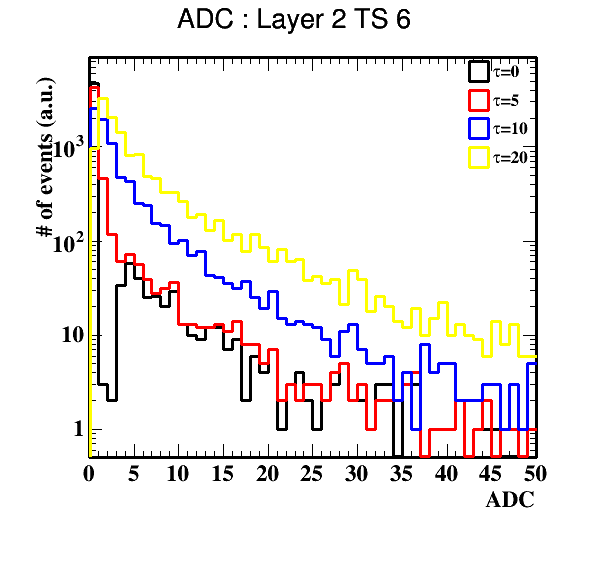 ADC : Layer 2 TS 6
# of events (a.u.)
10³
10²
10
1
τ=0
τ=5
τ=10
τ=20
0 5 10 15 20 25 30 35 40 45 50
ADC